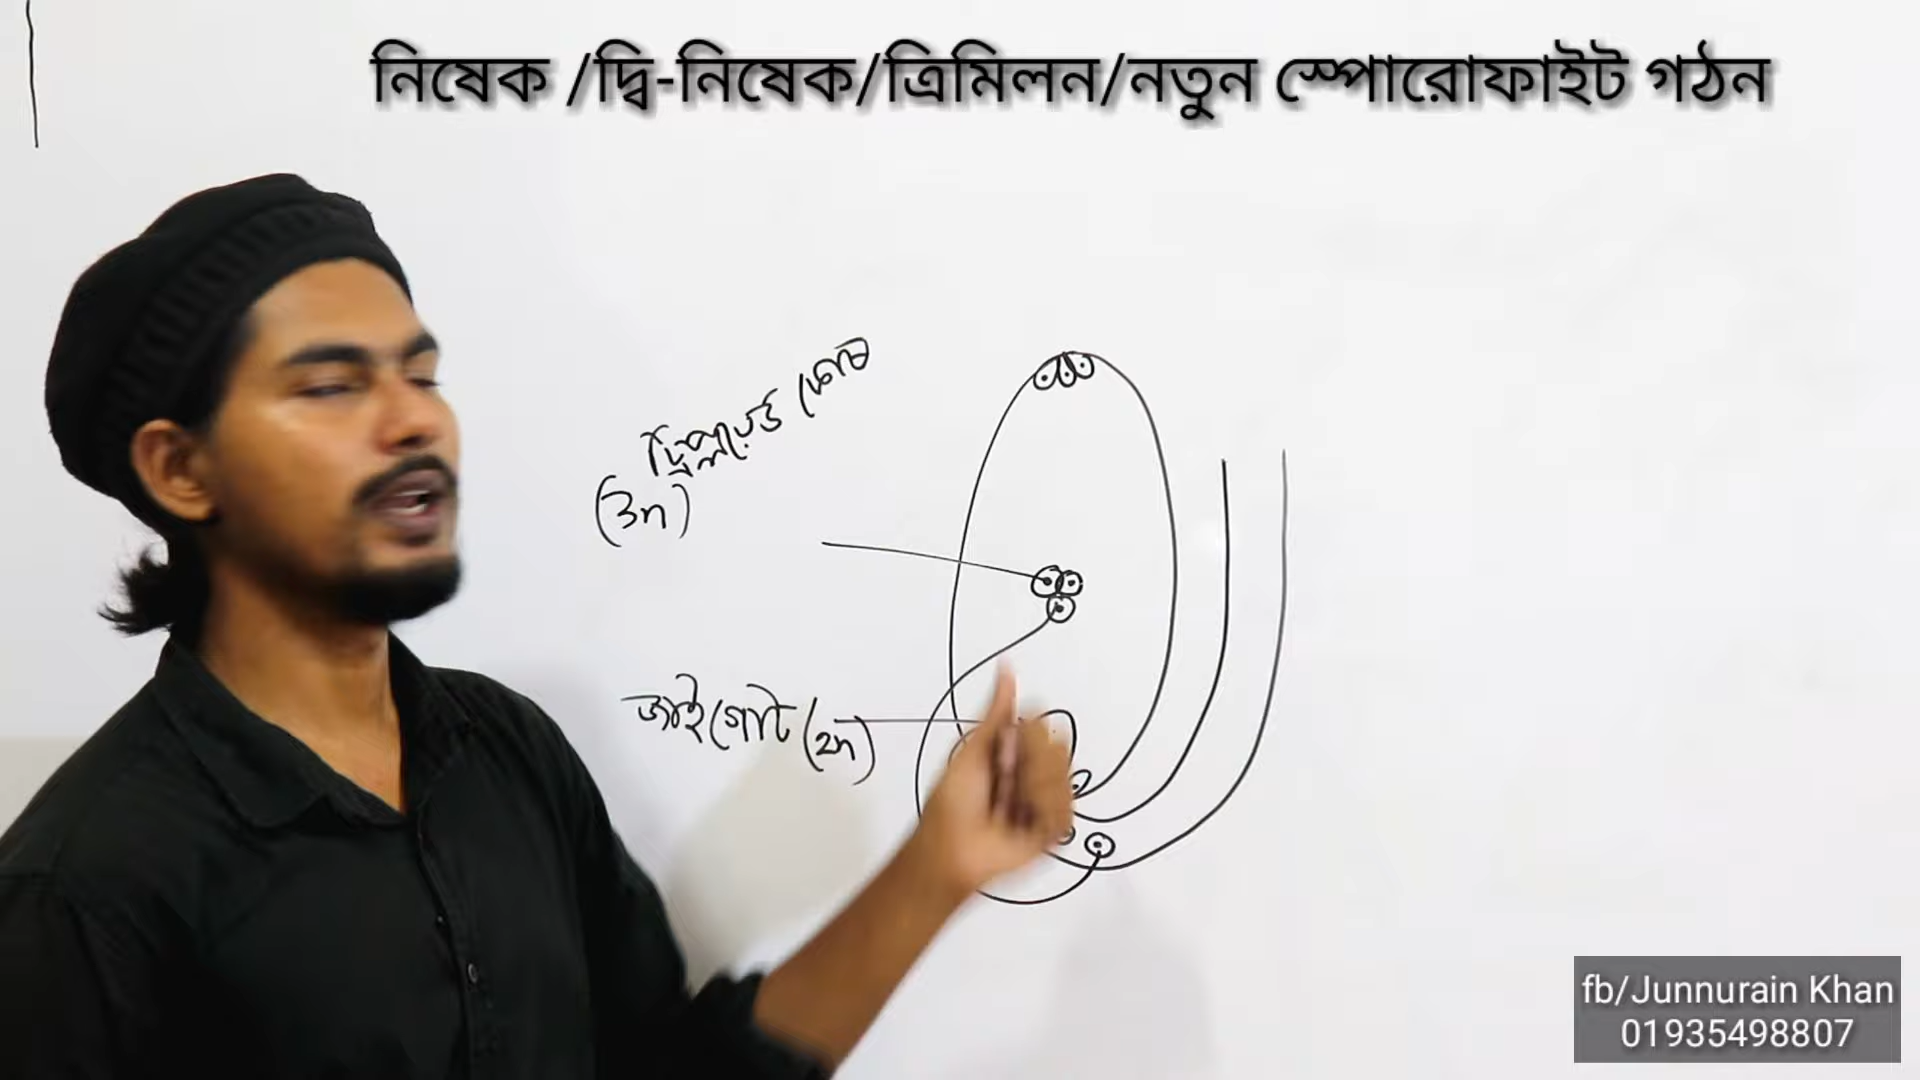 নিষেক /দ্বি-নিষেক/ত্রিমিলন/নতুন স্পোরোফাইট গঠন
ট্রিপ্লয়েড কোষ
(3n)
জাইগোট (2n)
fb/Junnurain Khan
01935498807